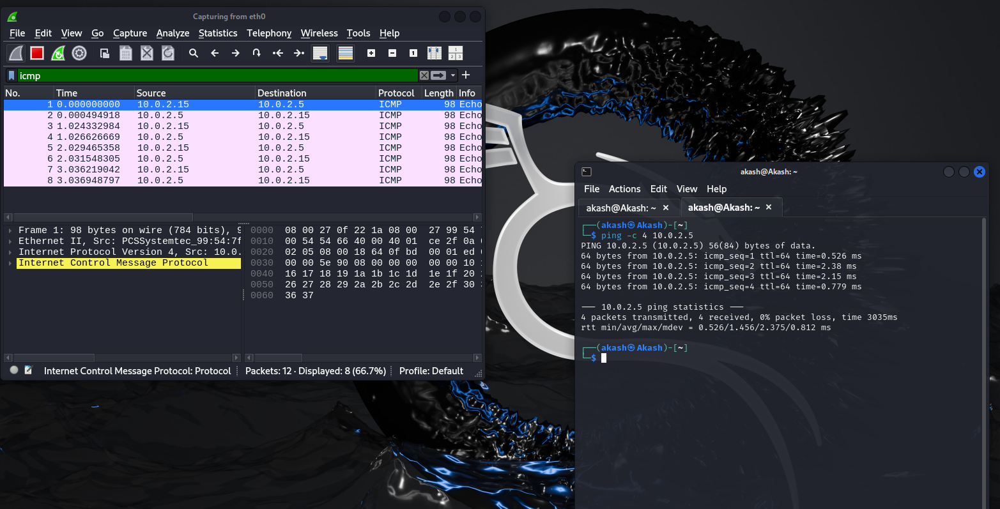 Capturing from eth0
File Edit View Go Capture Analyze Statistics Telephony Wireless Tools Help
icmp
No. Time Source Destination Protocol Length Info
1 0.000000000 10.0.2.15 10.0.2.5 ICMP 98 Echo
2 0.000494918 10.0.2.5 10.0.2.15 ICMP 98 Echo
3 1.024332984 10.0.2.15 10.0.2.5 ICMP 98 Echo
4 1.026626669 10.0.2.5 10.0.2.15 ICMP 98 Echo
5 2.029465358 10.0.2.15 10.0.2.5 ICMP 98 Echo
6 2.031548305 10.0.2.5 10.0.2.15 ICMP 98 Echo
7 3.036219042 10.0.2.15 10.0.2.5 ICMP 98 Echo
8 3.036948797 10.0.2.5 10.0.2.15 ICMP 98 Echo
Frame 1: 98 bytes on wire (784 bits), 9
Ethernet II, Src: PCSSystemtec_99:54:7f
Internet Protocol Version 4, Src: 10.0.
Internet Control Message Protocol
0000 08 00 27 0f 22 1a 08 00 27 99 54
0010 00 54 54 66 40 00 40 01 ce 2f 0a
0020 02 05 08 00 18 64 0f bd 00 01 ed
0030 00 00 5e 90 08 00 00 00 00 00 10
0040 16 17 18 19 1a 1b 1c 1d 1e 1f 20
0050 26 27 28 29 2a 2b 2c 2d 2e 2f 30
0060 36 37
Internet Control Message Protocol: Protocol Packets: 12 · Displayed: 8 (66.7%) Profile: Default
akash@Akash: ~
File Actions Edit View Help
akash@Akash: ~ × akash@Akash: ~ ×
┌──(akash㉿Akash)-[~]
└─$ ping -c 4 10.0.2.5
PING 10.0.2.5 (10.0.2.5) 56(84) bytes of data.
64 bytes from 10.0.2.5: icmp_seq=1 ttl=64 time=0.526 ms
64 bytes from 10.0.2.5: icmp_seq=2 ttl=64 time=2.38 ms
64 bytes from 10.0.2.5: icmp_seq=3 ttl=64 time=2.15 ms
64 bytes from 10.0.2.5: icmp_seq=4 ttl=64 time=0.779 ms
--- 10.0.2.5 ping statistics ---
4 packets transmitted, 4 received, 0% packet loss, time 3035ms
rtt min/avg/max/mdev = 0.526/1.456/2.375/0.812 ms
┌──(akash㉿Akash)-[~]
└─$